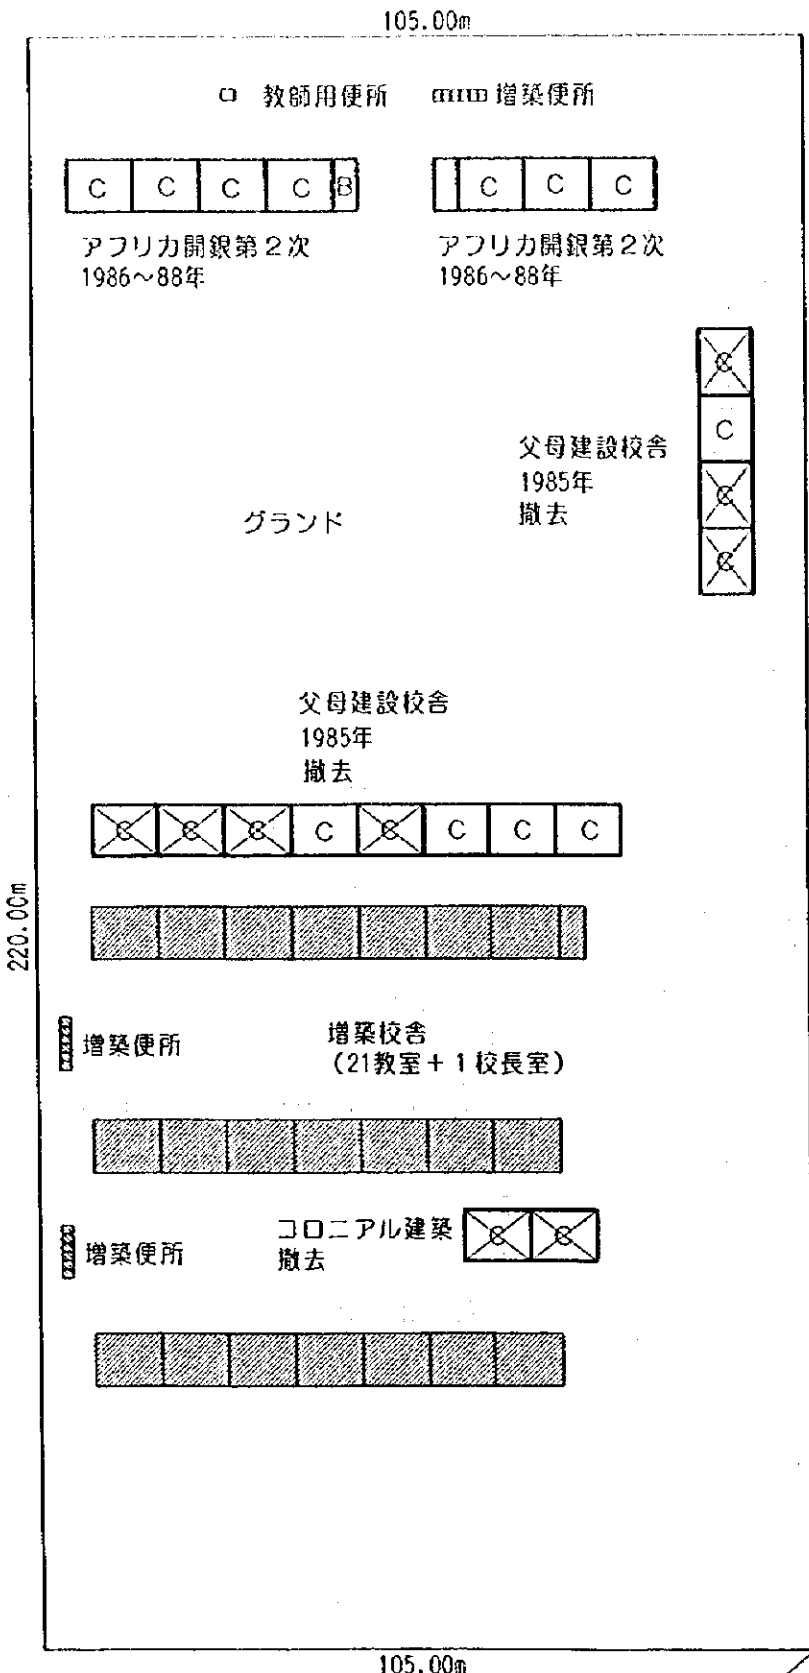 105.00m
教師用便所
増築便所
C C C C B
C C C
アフリカ開銀第2次
1986～88年
アフリカ開銀第2次
1986～88年
C
C
C
C
父母建設校舎
1985年
撤去
グランド
父母建設校舎
1985年
撤去
C C C C C C C C
220.00m
増築便所
増築校舎
(21教室+1校長室)
コロニアル建築
撤去
C C
増築便所
105.00m